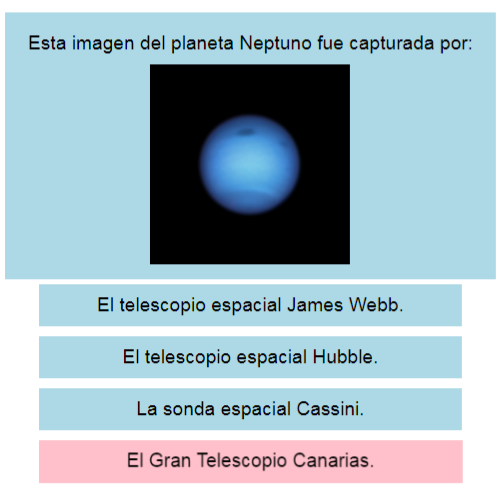 Esta imagen del planeta Neptuno fue capturada por:
El telescopio espacial James Webb.
El telescopio espacial Hubble.
La sonda espacial Cassini.
El Gran Telescopio Canarias.